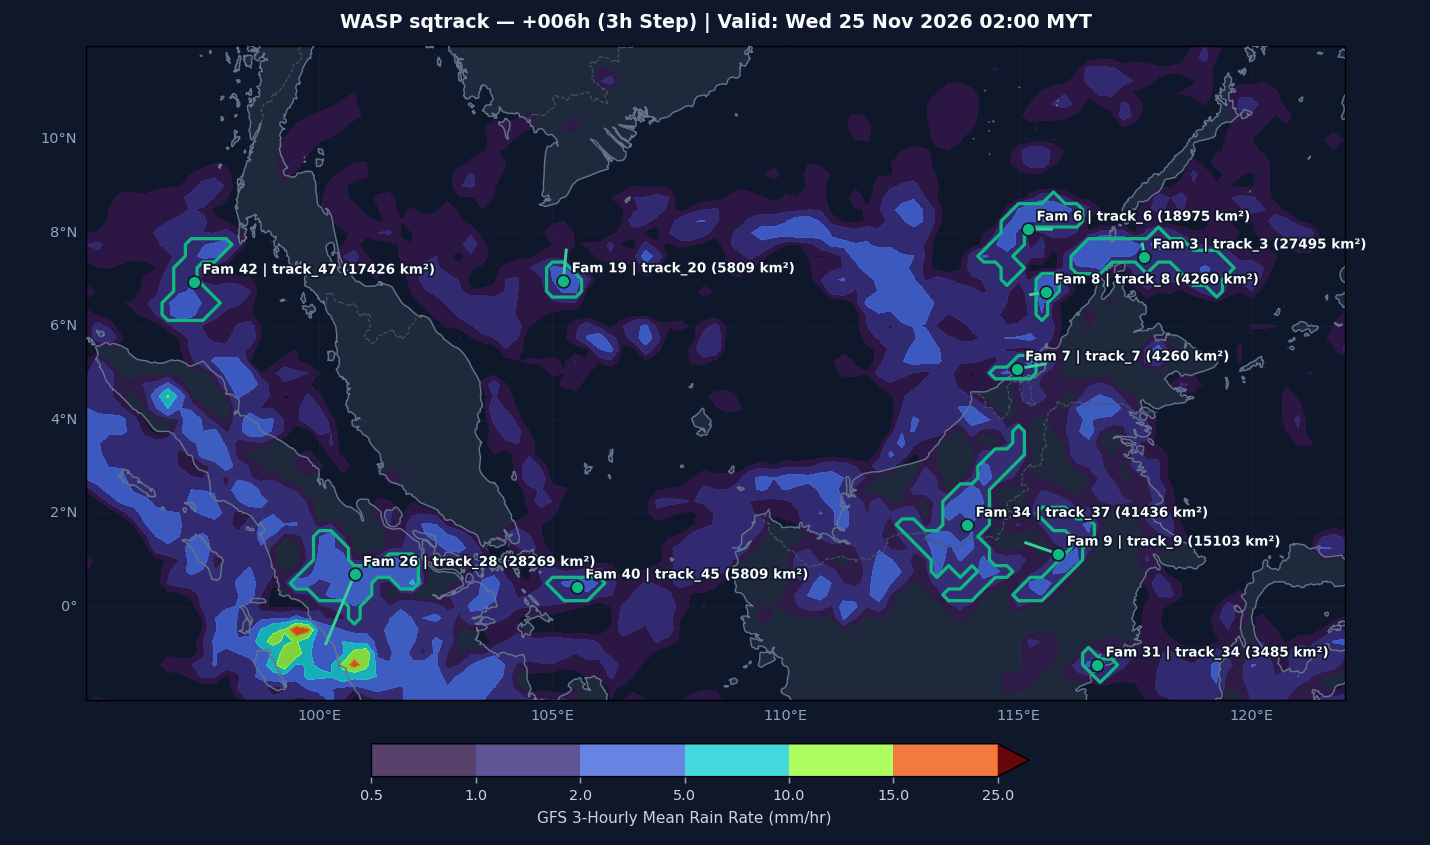 WASP sqtrack — +006h (3h Step) | Valid: Wed 25 Nov 2026 02:00 MYT
10°N
8°N
6°N
4°N
2°N
0°
Fam 6 | track_6 (18975 km²)
Fam 3 | track_3 (27495 km²)
Fam 42 | track_47 (17426 km²)
Fam 19 | track_20 (5809 km²)
Fam 8 | track_8 (4260 km²)
Fam 7 | track_7 (4260 km²)
Fam 34 | track_37 (41436 km²)
Fam 9 | track_9 (15103 km²)
Fam 26 | track_28 (28269 km²)
Fam 40 | track_45 (5809 km²)
Fam 31 | track_34 (3485 km²)
100°E 105°E 110°E 115°E 120°E
0.5 1.0 2.0 5.0 10.0 15.0 25.0
GFS 3-Hourly Mean Rain Rate (mm/hr)